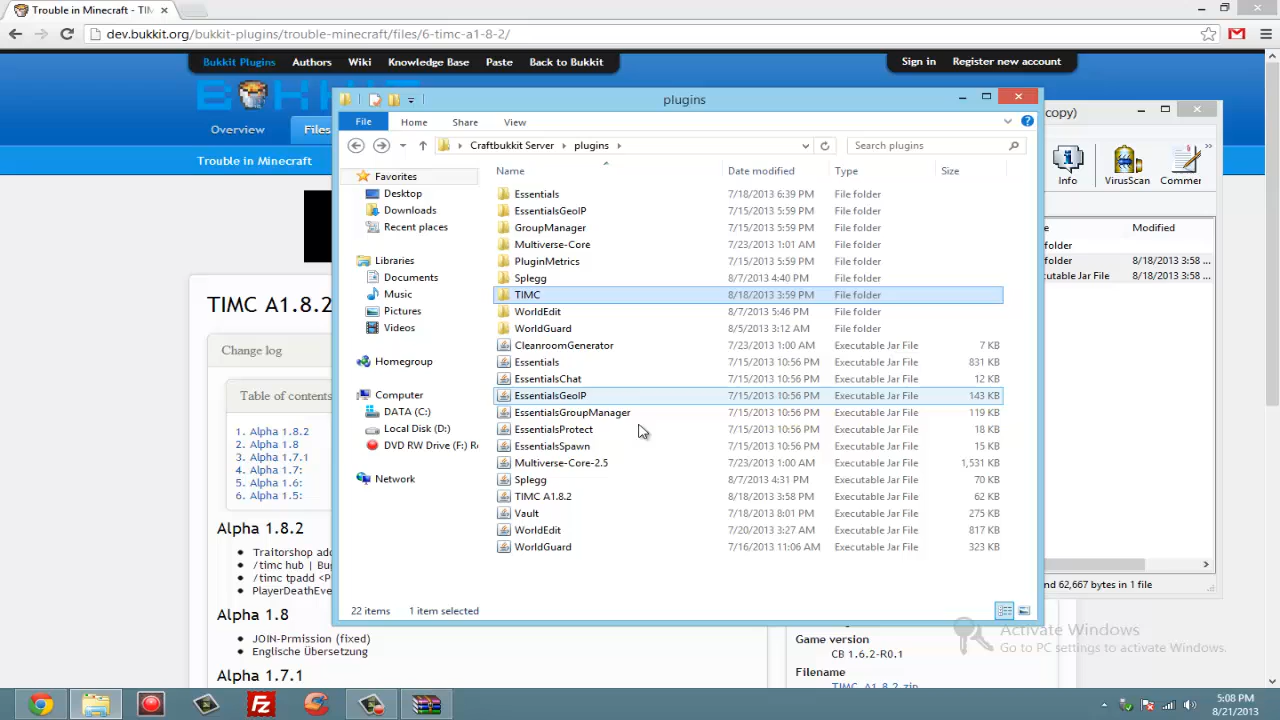 Trouble in Minecraft - TIM
dev.bukkit.org/bukkit-plugins/trouble-minecraft/files/6-timc-a1-8-2/
Bukkit Plugins Authors Wiki Knowledge Base Paste Back to Bukkit Sign in Register new account
plugins
copy)
File Home Share View
Overview Files
Craftbukkit Server plugins Search plugins
Info VirusScan Commer
Trouble in Minecraft
Favorites Name Date modified Type Size
Desktop Essentials 7/18/2013 6:39 PM File folder
Downloads EssentialsGeoIP 7/15/2013 5:59 PM File folder
Recent places GroupManager 7/15/2013 5:59 PM File folder
e Modified
Multiverse-Core 7/23/2013 1:01 AM File folder
folder
Libraries PluginMetrics 7/15/2013 5:59 PM File folder
folder 8/18/2013 3:58 ...
Documents Splegg 8/7/2013 4:40 PM File folder
utable Jar File 8/18/2013 3:58 ...
Music TIMC 8/18/2013 3:59 PM File folder
Pictures WorldEdit 8/7/2013 5:46 PM File folder
Videos WorldGuard 8/5/2013 3:12 AM File folder
CleanroomGenerator 7/23/2013 1:00 AM Executable Jar File 7 KB
Homegroup Essentials 7/15/2013 10:56 PM Executable Jar File 831 KB
EssentialsChat 7/15/2013 10:56 PM Executable Jar File 12 KB
Computer EssentialsGeoIP 7/15/2013 10:56 PM Executable Jar File 143 KB
DATA (C:) EssentialsGroupManager 7/15/2013 10:56 PM Executable Jar File 119 KB
Local Disk (D:) EssentialsProtect 7/15/2013 10:56 PM Executable Jar File 18 KB
DVD RW Drive (F:) Re EssentialsSpawn 7/15/2013 10:56 PM Executable Jar File 15 KB
Multiverse-Core-2.5 7/23/2013 1:00 AM Executable Jar File 1,531 KB
Network Splegg 8/7/2013 4:31 PM Executable Jar File 70 KB
TIMC A1.8.2 8/18/2013 3:58 PM Executable Jar File 62 KB
Vault 7/18/2013 8:01 PM Executable Jar File 275 KB
WorldEdit 7/20/2013 3:27 AM Executable Jar File 817 KB
WorldGuard 7/16/2013 11:06 AM Executable Jar File 323 KB
22 items 1 item selected
nd 62,667 bytes in 1 file
TIMC A1.8.2
Change log
Table of contents
1. Alpha 1.8.2
2. Alpha 1.8
3. Alpha 1.7.1
4. Alpha 1.7:
5. Alpha 1.6:
6. Alpha 1.5:
Alpha 1.8.2
Traitorshop add
/timc hub | Bu
/timc tpadd <P
PlayerDeathEve
Alpha 1.8
JOIN-Prmission (fixed)
Englische Übersetzung
Alpha 1.7.1
Game version
CB 1.6.2-R0.1
Filename
TIMC_A1.8.2.zip
Activate Windows
Go to PC settings to activate Windows.
5:08 PM
8/21/2013